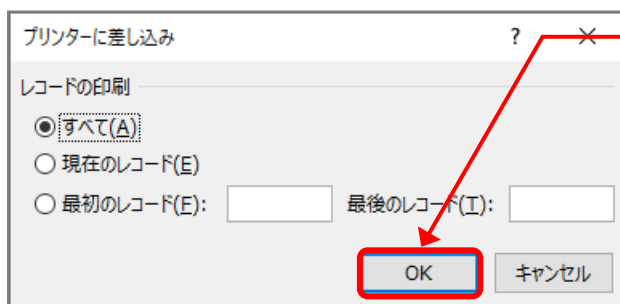 プリンターに差し込み ?
レコードの印刷
すべて(A)
現在のレコード(E)
最初のレコード(F): 最後のレコード(T):
OK キャンセル